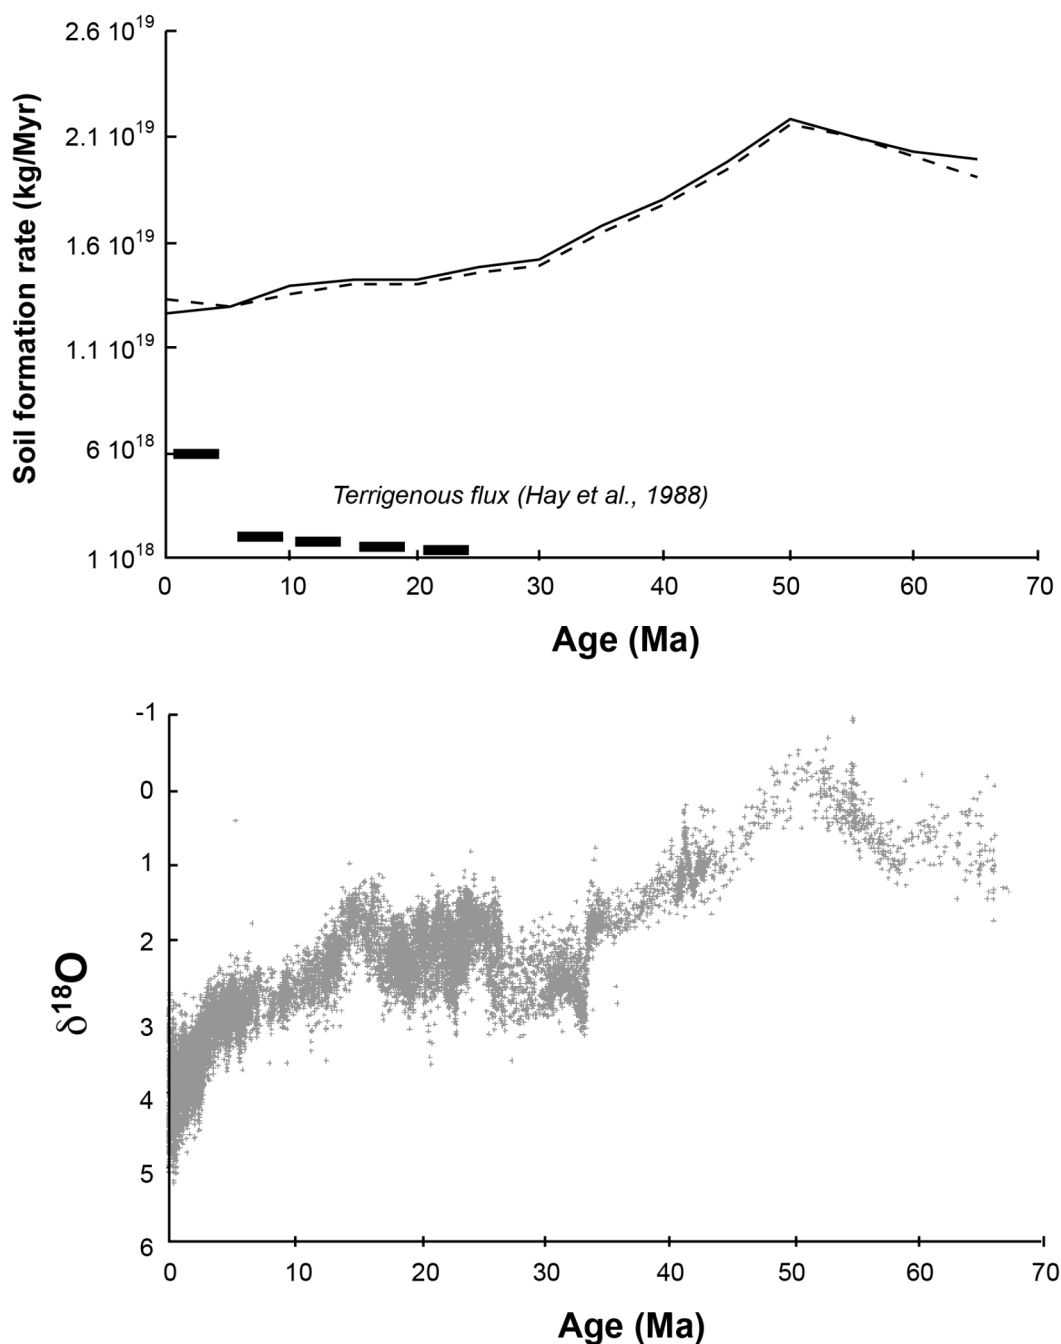 Soil formation rate (kg/Myr)
2.6 10^19
2.1 10^19
1.6 10^19
1.1 10^19
6 10^18
1 10^18
Terrigenous flux (Hay et al., 1988)
0 10 20 30 40 50 60 70
Age (Ma)
δ^18O
-1
0
1
2
3
4
5
6
0 10 20 30 40 50 60 70
Age (Ma)